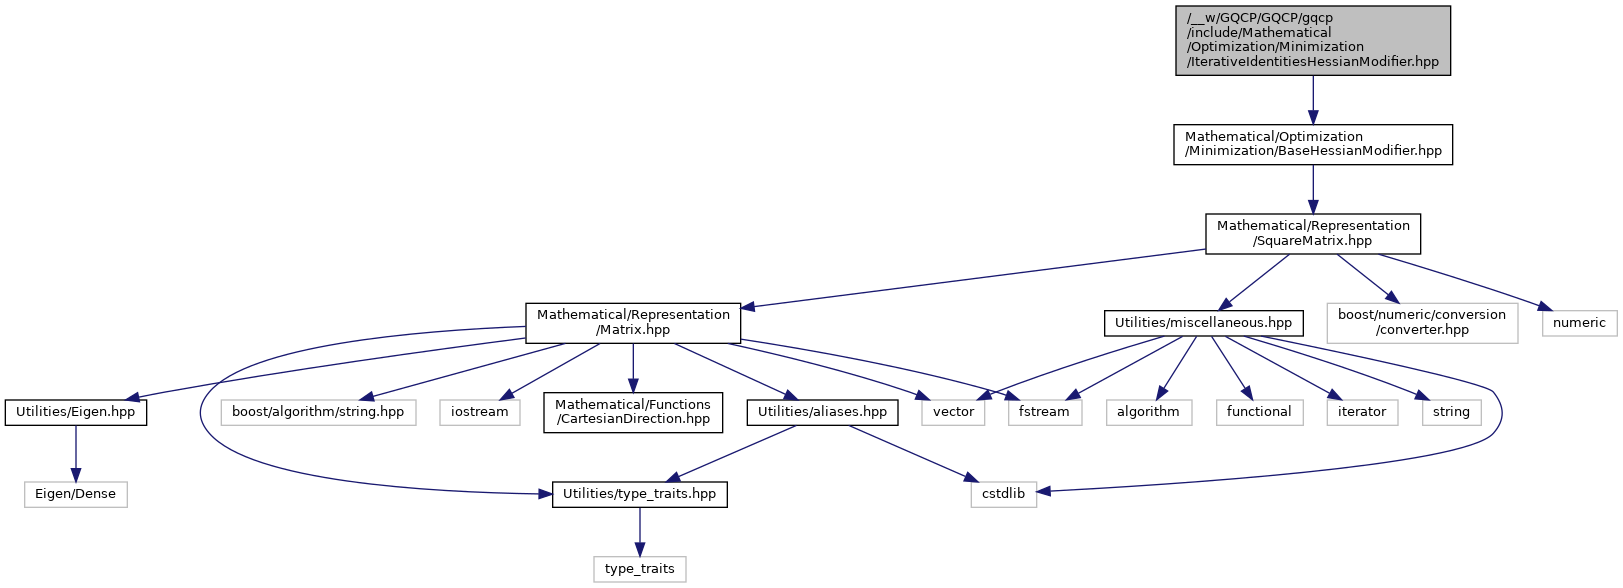 /__w/GQCP/GQCP/gqcp
/include/Mathematical
/Optimization/Minimization
/IterativeIdentitiesHessianModifier.hpp
Mathematical/Optimization
/Minimization/BaseHessianModifier.hpp
Mathematical/Representation
/SquareMatrix.hpp
Mathematical/Representation
/Matrix.hpp
Utilities/miscellaneous.hpp
boost/numeric/conversion
/converter.hpp
numeric
Utilities/Eigen.hpp
boost/algorithm/string.hpp
iostream
Mathematical/Functions
/CartesianDirection.hpp
Utilities/aliases.hpp
vector
fstream
algorithm
functional
iterator
string
Eigen/Dense
Utilities/type_traits.hpp
cstdlib
type_traits